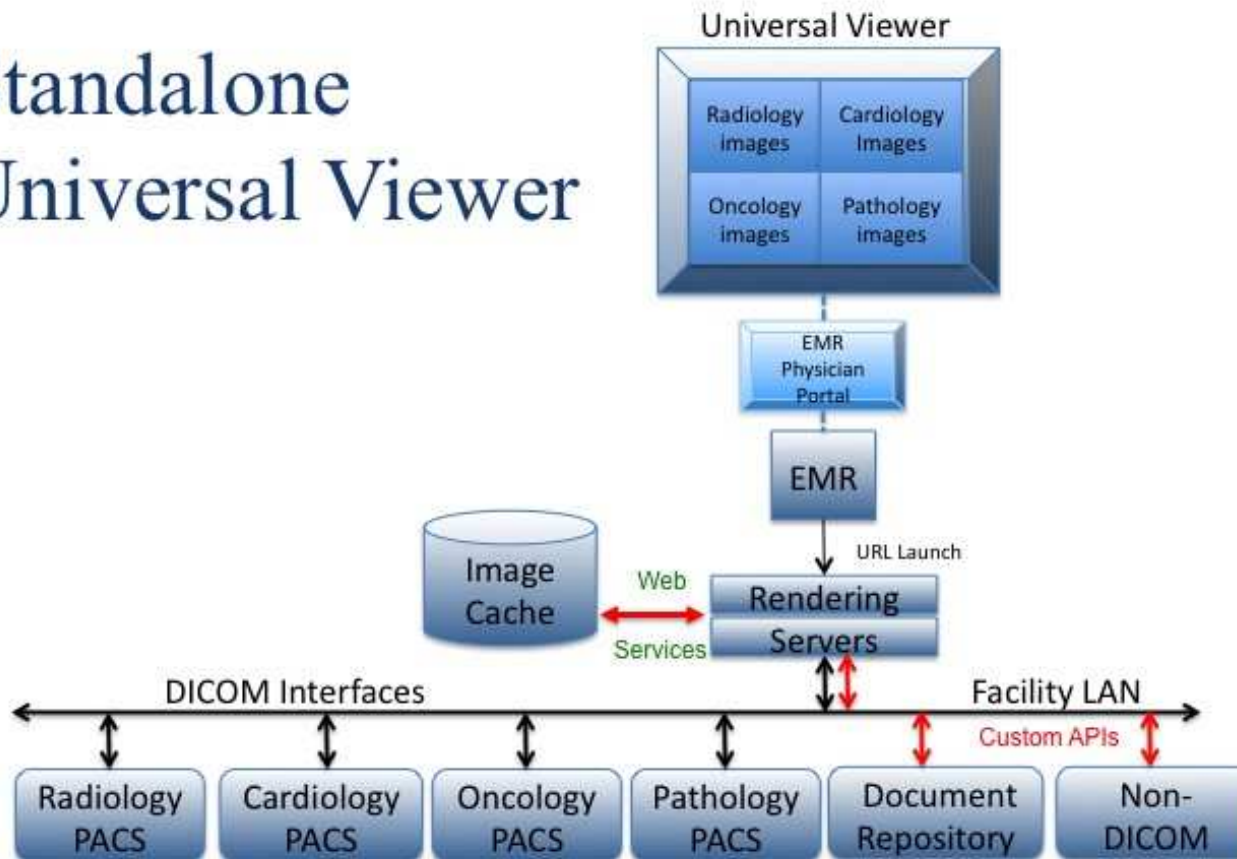 tandalone
Universal Viewer
Universal Viewer
Radiology
images
Cardiology
Images
Oncology
images
Pathology
images
EMR
Physician
Portal
EMR
URL Launch
Image
Cache
Web
Services
Rendering
Servers
DICOM Interfaces
Facility LAN
Custom APIs
Radiology
PACS
Cardiology
PACS
Oncology
PACS
Pathology
PACS
Document
Repository
Non-
DICOM